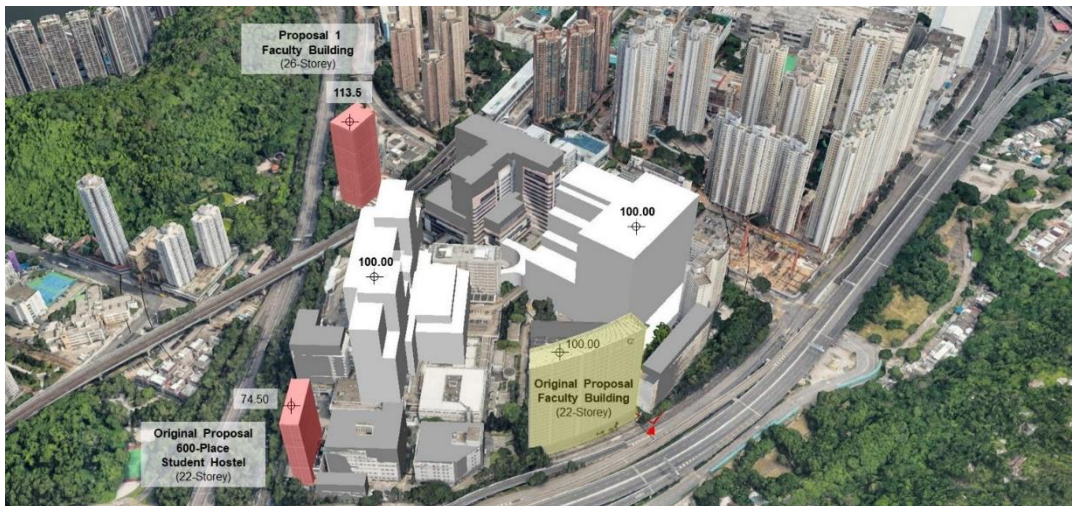 Proposal 1
Faculty Building
(26-Storey)
113.5
100.00
100.00
100.00
Original Proposal
Faculty Building
(22-Storey)
74.50
Original Proposal
600-Place
Student Hostel
(22-Storey)